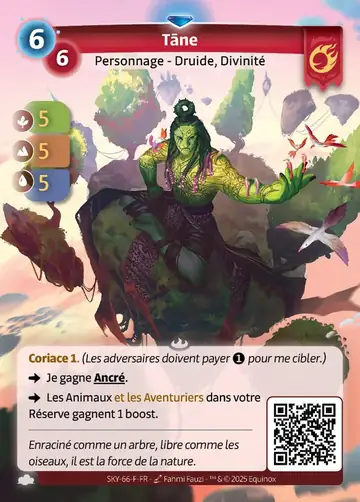 6
6
Tāne
Personnage - Druide, Divinité
5
5
5
Coriace 1. (Les adversaires doivent payer 1 pour me cibler.)
Je gagne Ancré.
Les Animaux et les Aventuriers dans votre
Réserve gagnent 1 boost.
Enraciné comme un arbre, libre comme les
oiseaux, il est la force de la nature.
SKY-66-F-FR - Fahmi Fauzi - ™ & © 2025 Equinox